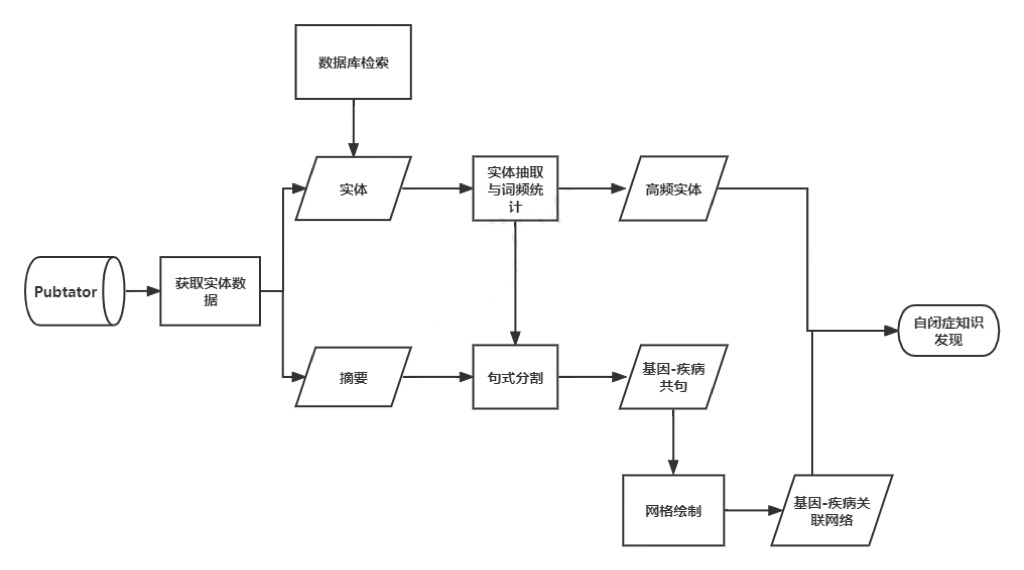 数据库检索
实体
实体抽取
与词频统
计
高频实体
Pubtator
获取实体数
据
自闭症知识
发现
摘要
句式分割
基因-疾病
共句
网格绘制
基因-疾病关
联网络